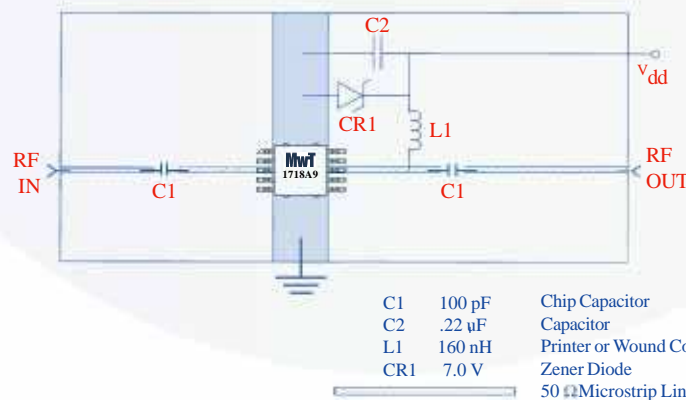 C2
Vdd
CR1
L1
RF
IN
C1
MwT
1718A9
C1
RF
OUT
C1 100 pF Chip Capacitor
C2 .22 µF Capacitor
L1 160 nH Printer or Wound Co
CR1 7.0 V Zener Diode
50 Ω Microstrip Lin